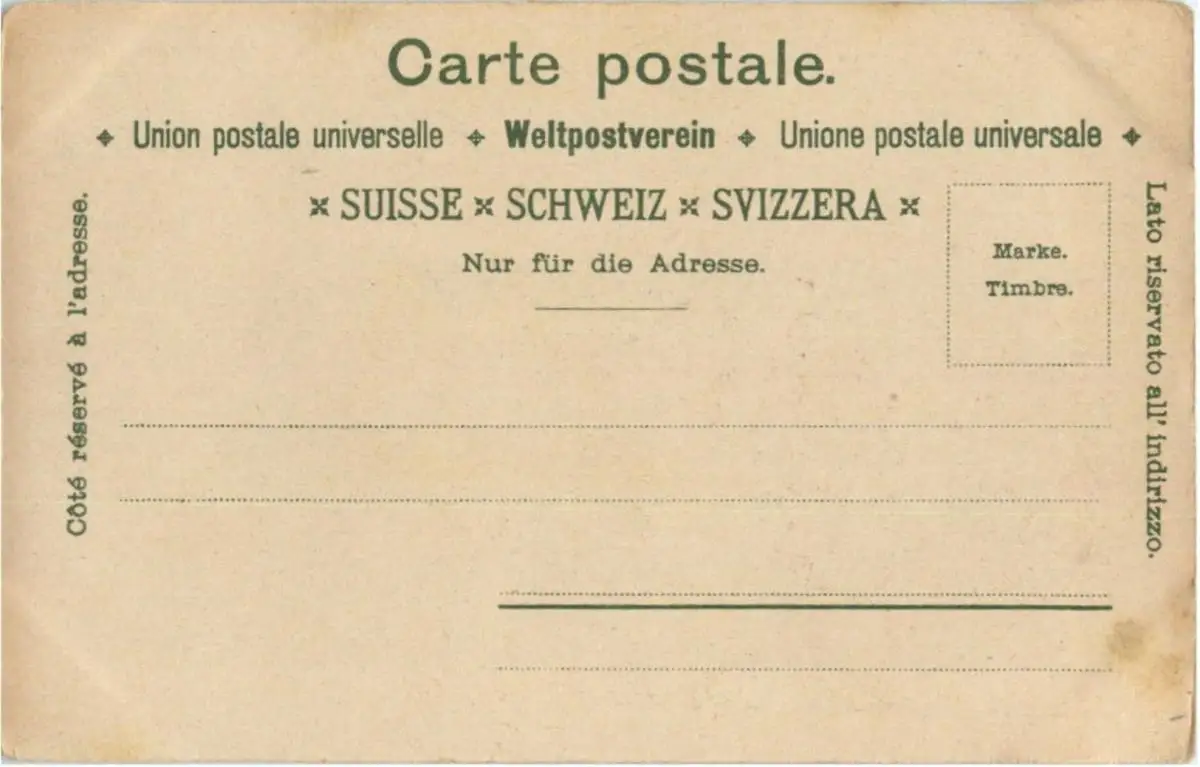 Carte postale.
Union postale universelle Weltpostverein Unione postale universale
SUISSE SCHWEIZ SVIZZERA
Nur für die Adresse.
Marke.
Timbre.
Côté réservé à l'adresse.
Lato riservato all' indirizzo.